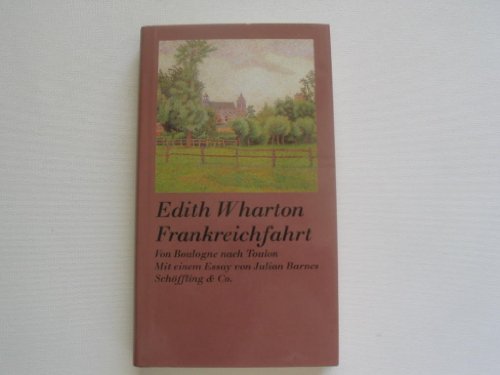 Edith Wharton
Frankreichfahrt
Von Boulogne nach Toulon
Mit einem Essay von Julian Barnes
Schöffling & Co.